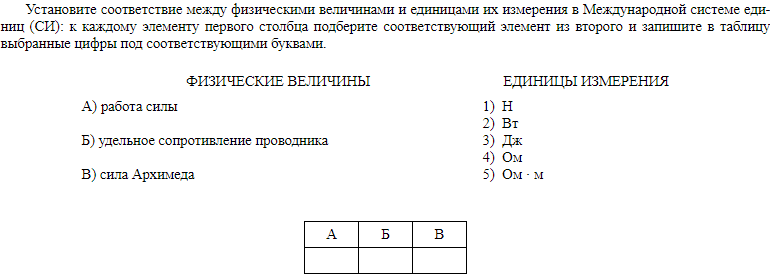 Установите соответствие между физическими величинами и единицами их измерения в Международной системе еди-
ниц (СИ): к каждому элементу первого столбца подберите соответствующий элемент из второго и запишите в таблицу
выбранные цифры под соответствующими буквами.
ФИЗИЧЕСКИЕ ВЕЛИЧИНЫ
А) работа силы
Б) удельное сопротивление проводника
В) сила Архимеда
ЕДИНИЦЫ ИЗМЕРЕНИЯ
1) Н
2) Вт
3) Дж
4) Ом
5) Ом · м
А Б В